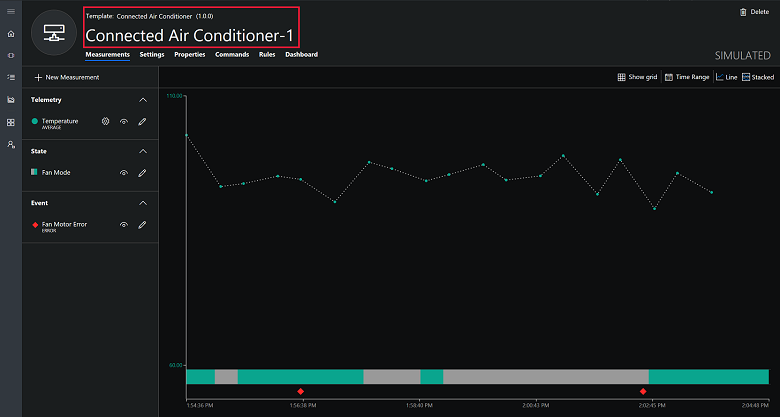 Template: Connected Air Conditioner (1.0.0)
Delete
Connected Air Conditioner-1
Measurements Settings Properties Commands Rules Dashboard
SIMULATED
+ New Measurement
Show grid Time Range Line Stacked
Telemetry
Temperature
AVERAGE
State
Fan Mode
Event
Fan Motor Error
ERROR
110.00
60.00
1:54:36 PM 1:56:38 PM 1:58:40 PM 2:00:43 PM 2:02:45 PM 2:04:48 PM